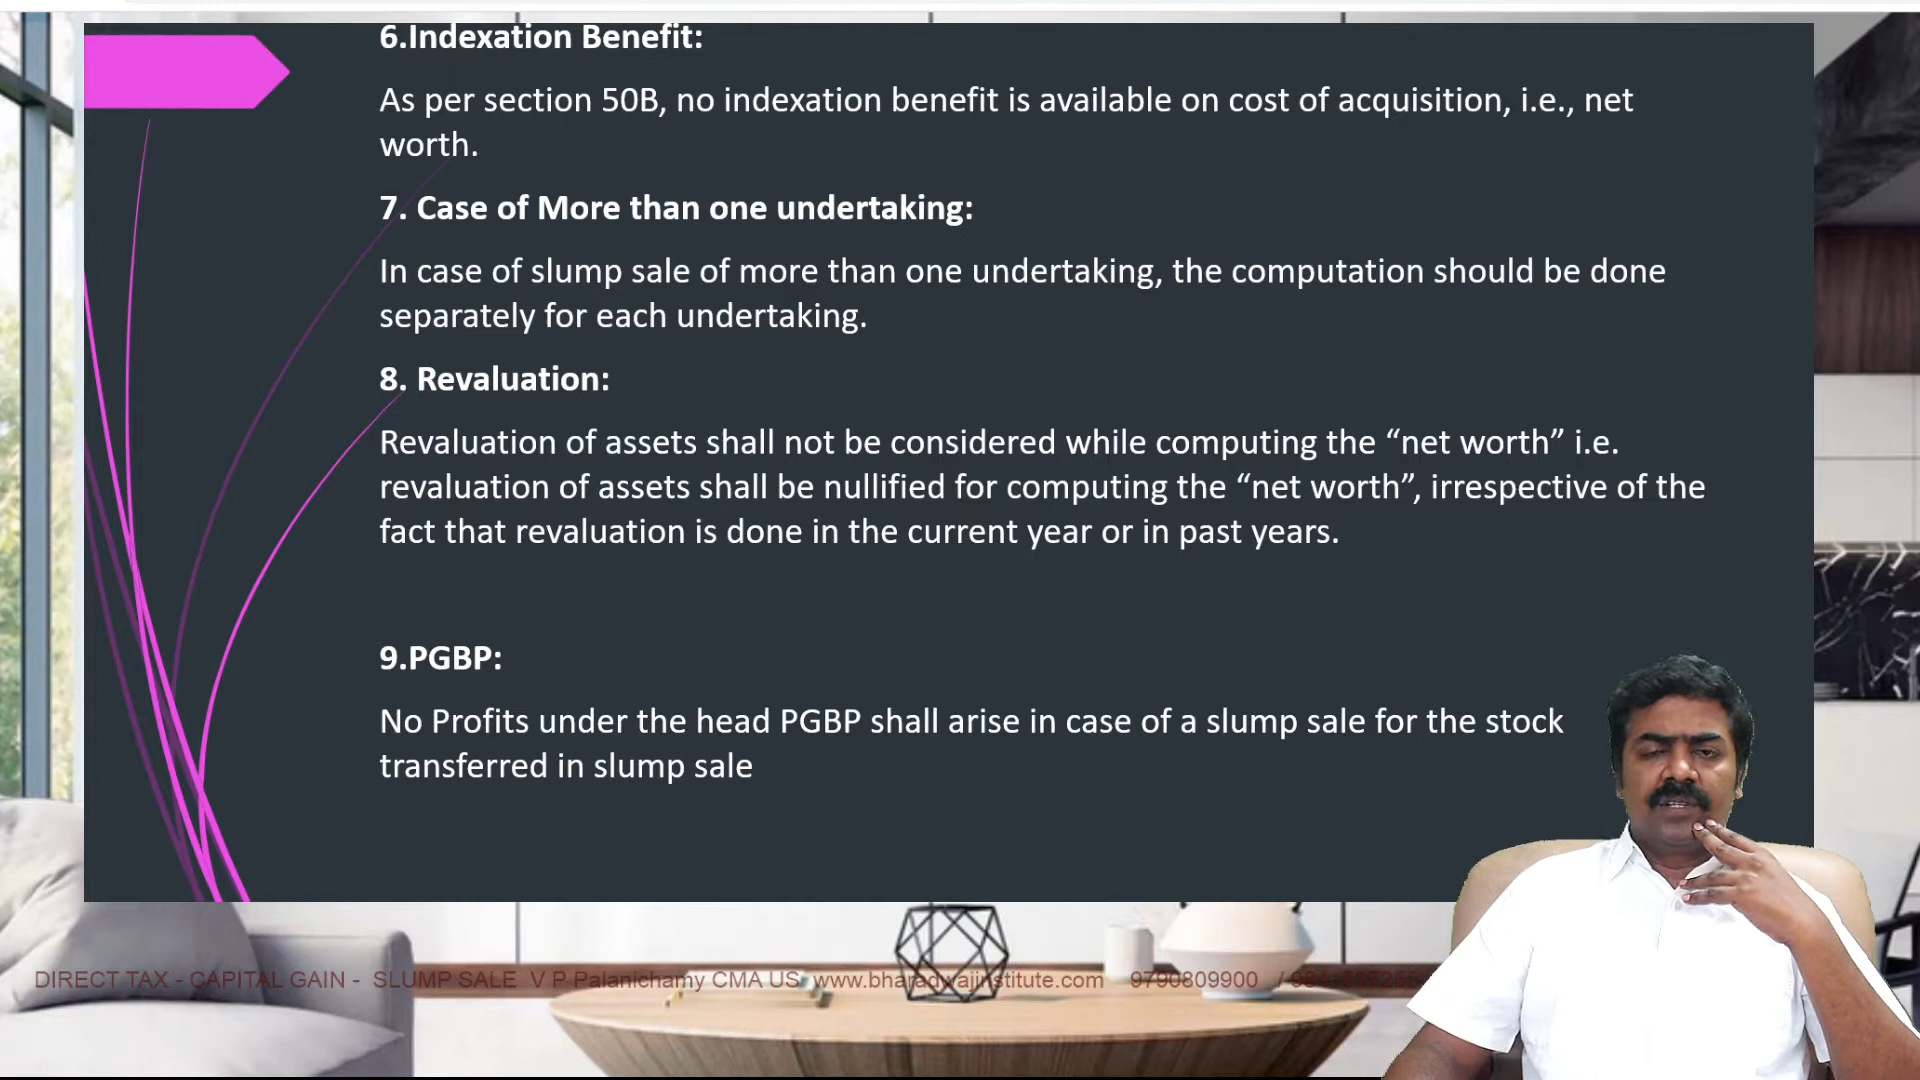 6.Indexation Benefit:
As per section 50B, no indexation benefit is available on cost of acquisition, i.e., net
worth.
7. Case of More than one undertaking:
In case of slump sale of more than one undertaking, the computation should be done
separately for each undertaking.
8. Revaluation:
Revaluation of assets shall not be considered while computing the “net worth” i.e.
revaluation of assets shall be nullified for computing the “net worth”, irrespective of the
fact that revaluation is done in the current year or in past years.
9.PGBP:
No Profits under the head PGBP shall arise in case of a slump sale for the stock
transferred in slump sale
DIRECT TAX - CAPITAL GAIN - SLUMP SALE V P Palanichamy CMA US www.bharadwajinstitute.com 9790809900 /